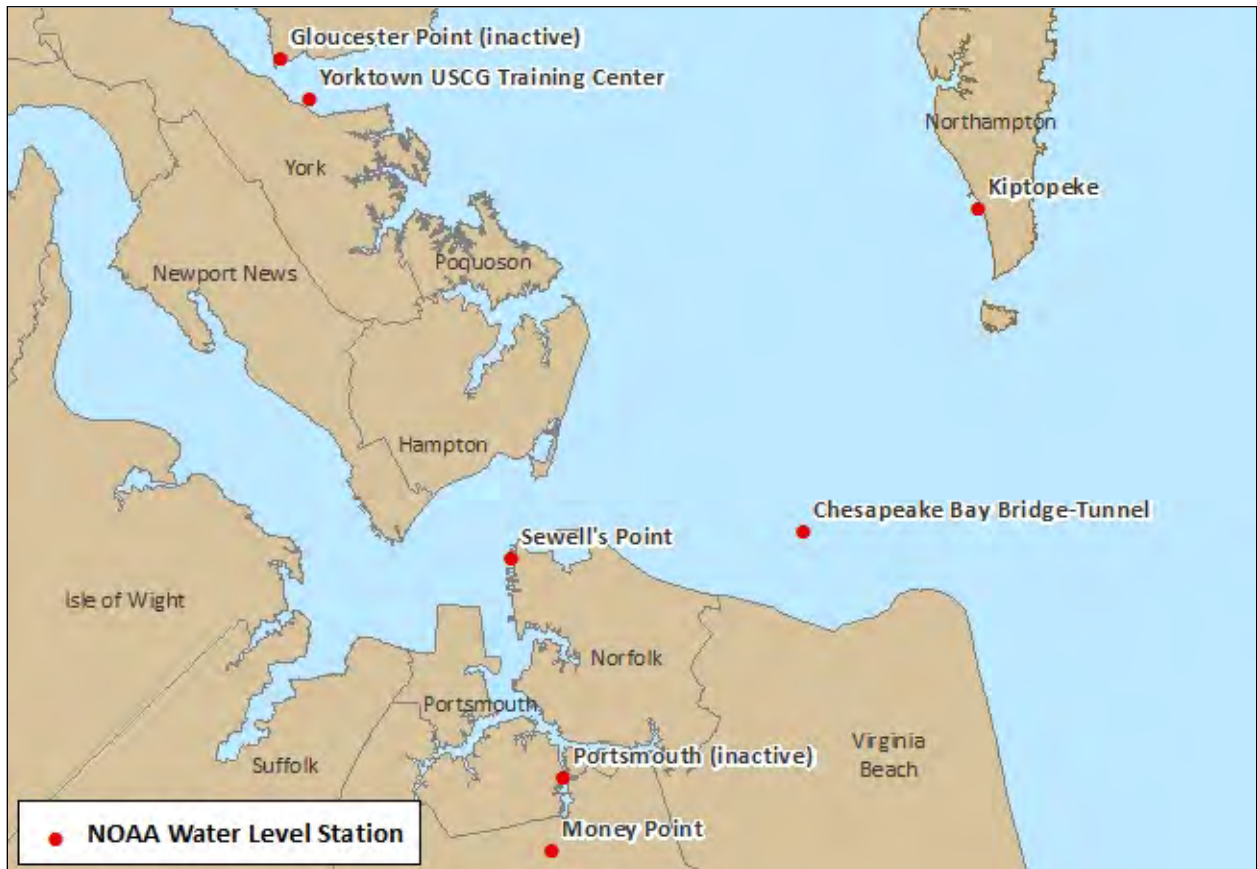 Gloucester Point (inactive)
Yorktown USCG Training Center
Northampton
York
Kiptopeke
Poquoson
Newport News
Hampton
Chesapeake Bay Bridge-Tunnel
Sewell's Point
Isle of Wight
Norfolk
Portsmouth
Virginia
Beach
Portsmouth (inactive)
Suffolk
Money Point
NOAA Water Level Station